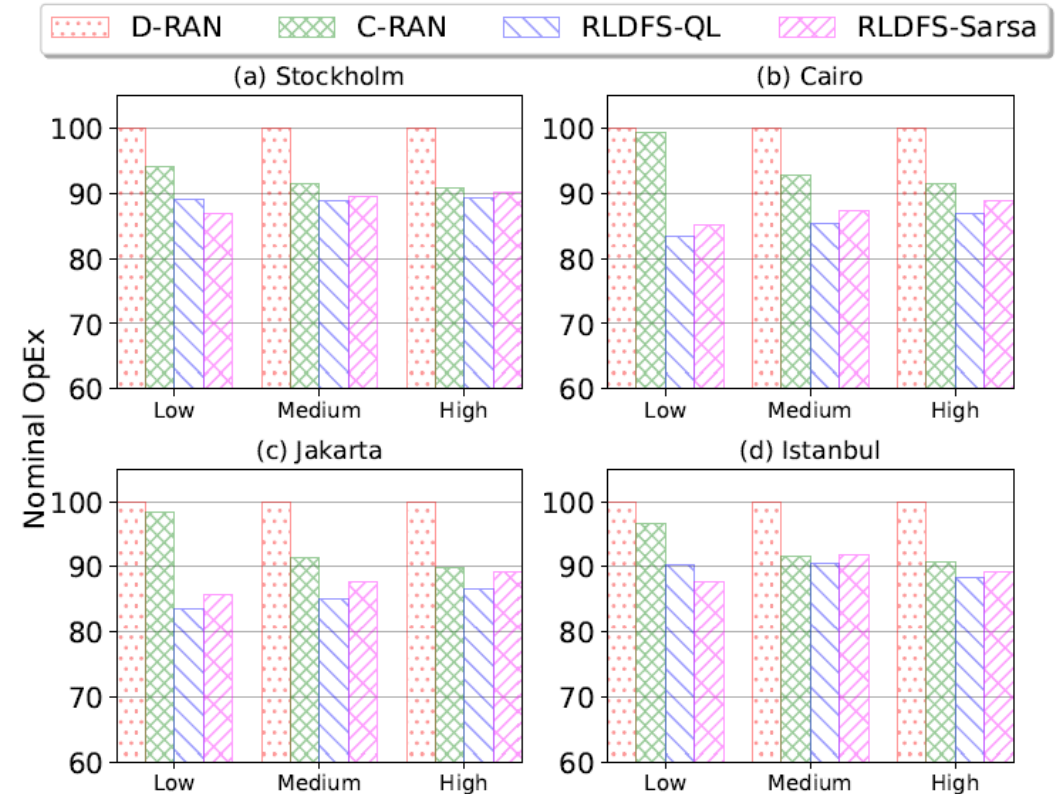 D-RAN C-RAN RLDFS-QL RLDFS-Sarsa
(a) Stockholm
100
90
80
70
60
Low Medium High
(b) Cairo
100
90
80
70
60
Low Medium High
Nominal OpEx
(c) Jakarta
100
90
80
70
60
Low Medium High
(d) Istanbul
100
90
80
70
60
Low Medium High